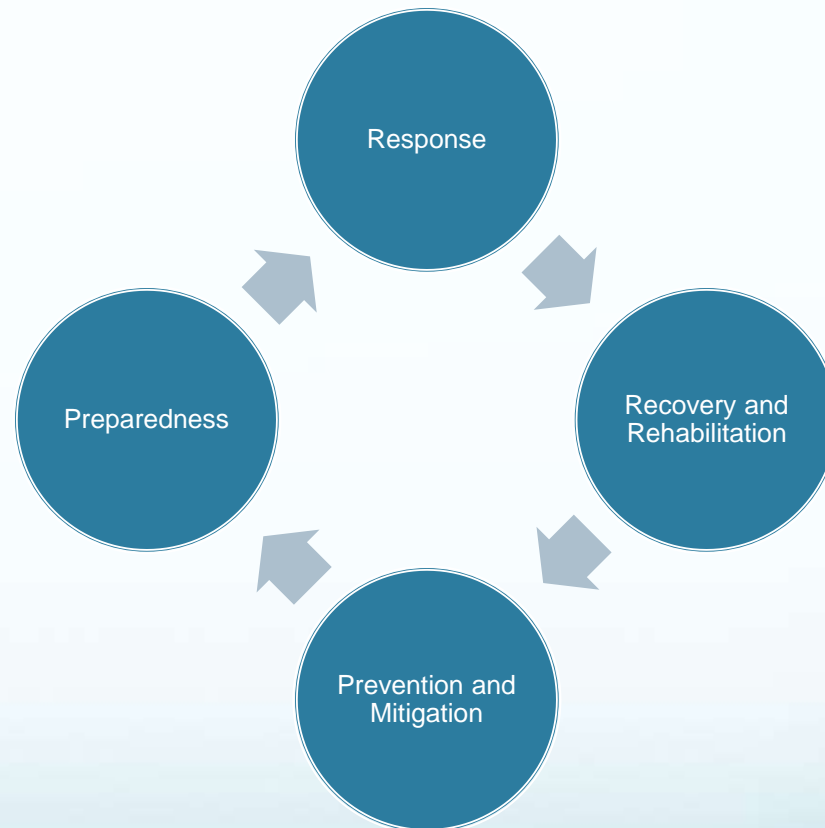 Response
Recovery and
Rehabilitation
Prevention and
Mitigation
Preparedness